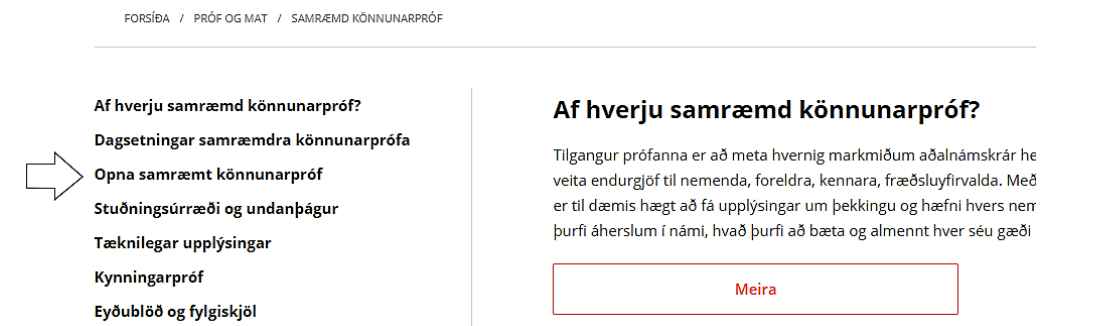 FORSÍÐA / PRÓF OG MAT / SAMRÆMD KÖNNUNARPRÓF
Af hverju samræmd könnunarpróf?
Dagsetningar samræmdra könnunarprófa
Opna samræmt könnunarpróf
Stuðningsúrræði og undanþágur
Tæknilegar upplýsingar
Kynningarpróf
Eyðublöð og fylgiskjöl
Af hverju samræmd könnunarpróf?
Tilgangur prófanna er að meta hvernig markmiðum aðalnámskrár
veita endurgjöf til nemenda, foreldra, kennara, fræðsluyfirvalda. Með
er til dæmis hægt að fá upplýsingar um þekkingu og hæfni hvers
þurfi áherslum í námi, hvað þurfi að bæta og almennt hver séu gæði
Meira